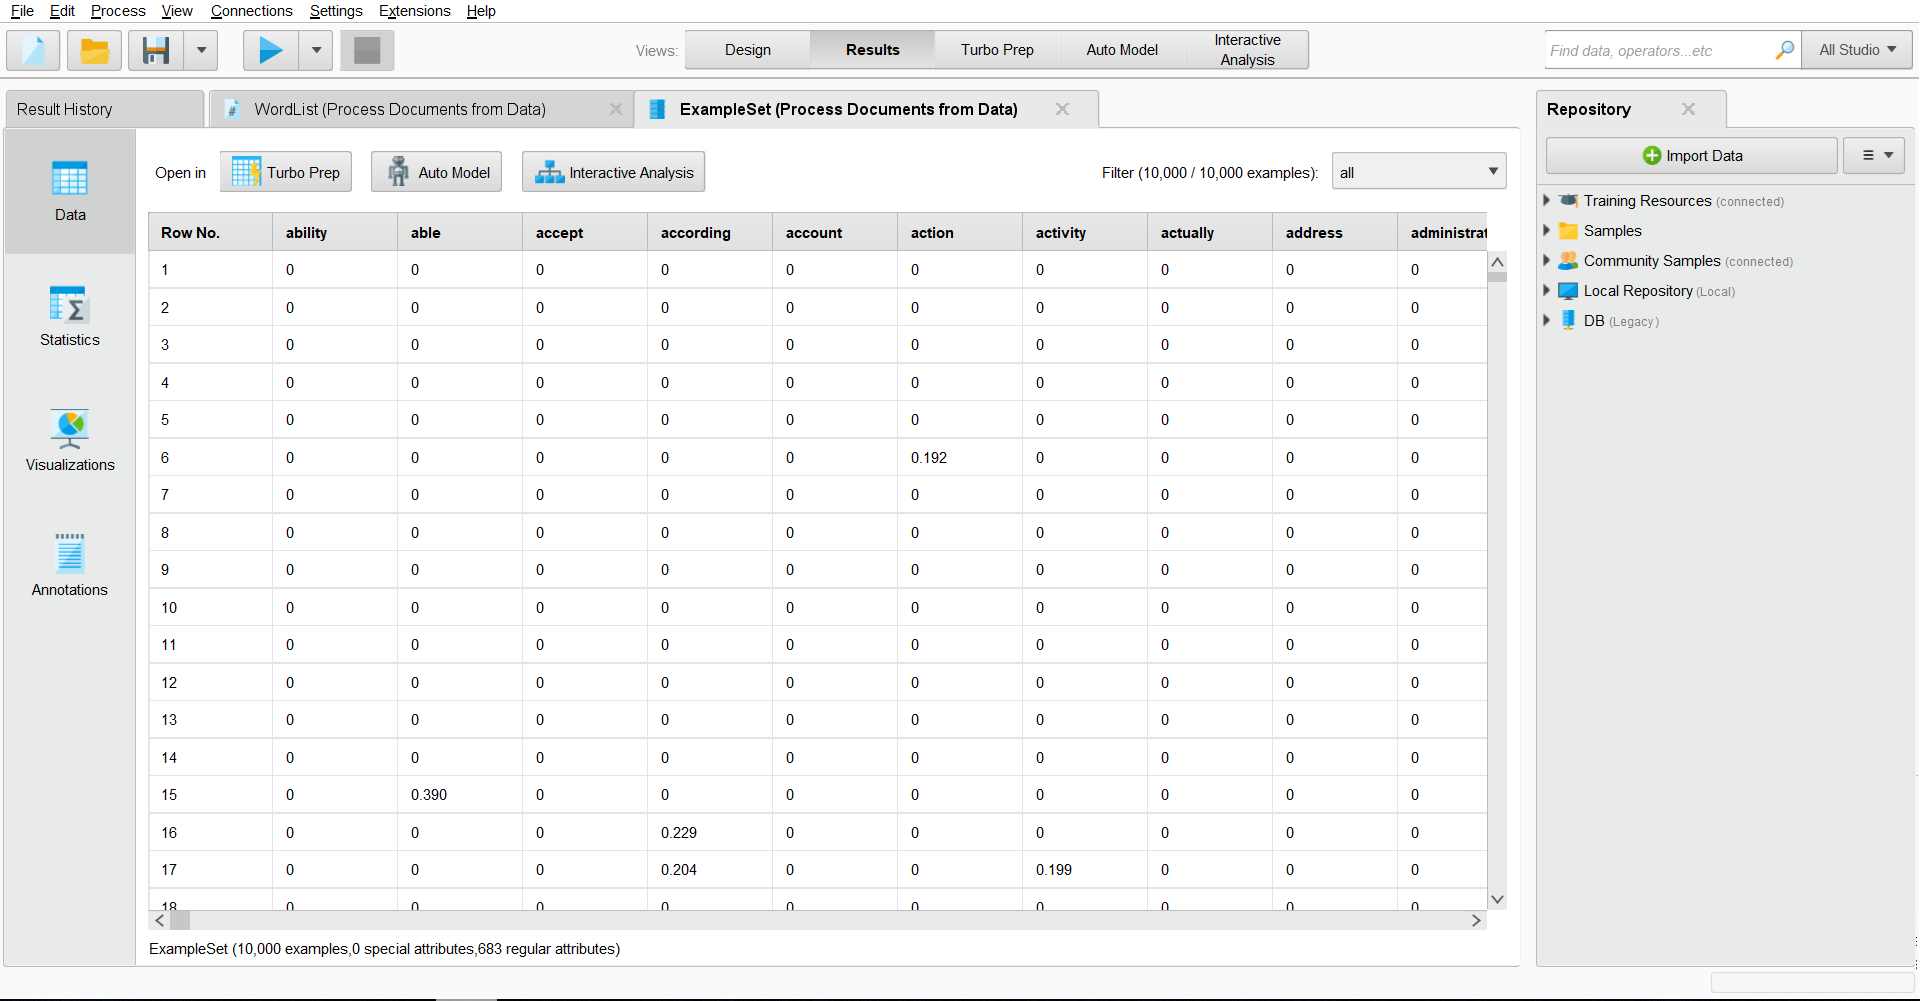 File Edit Process View Connections Settings Extensions Help
Views: Design Results Turbo Prep Auto Model Interactive Analysis
Find data, operators...etc All Studio
Result History WordList (Process Documents from Data) ExampleSet (Process Documents from Data) Repository
Open in Turbo Prep Auto Model Interactive Analysis Filter (10,000 / 10,000 examples): all
Data
Statistics
Visualizations
Annotations
Row No. ability able accept according account action activity actually address administrat
1 0 0 0 0 0 0 0 0 0 0
2 0 0 0 0 0 0 0 0 0 0
3 0 0 0 0 0 0 0 0 0 0
4 0 0 0 0 0 0 0 0 0 0
5 0 0 0 0 0 0 0 0 0 0
6 0 0 0 0 0 0.192 0 0 0 0
7 0 0 0 0 0 0 0 0 0 0
8 0 0 0 0 0 0 0 0 0 0
9 0 0 0 0 0 0 0 0 0 0
10 0 0 0 0 0 0 0 0 0 0
11 0 0 0 0 0 0 0 0 0 0
12 0 0 0 0 0 0 0 0 0 0
13 0 0 0 0 0 0 0 0 0 0
14 0 0 0 0 0 0 0 0 0 0
15 0 0.390 0 0 0 0 0 0 0 0
16 0 0 0 0.229 0 0 0 0 0 0
17 0 0 0 0.204 0 0 0.199 0 0 0
18 0 0 0 0 0 0 0 0 0 0
ExampleSet (10,000 examples,0 special attributes,683 regular attributes)
Import Data
Training Resources (connected)
Samples
Community Samples (connected)
Local Repository (Local)
DB (Legacy)